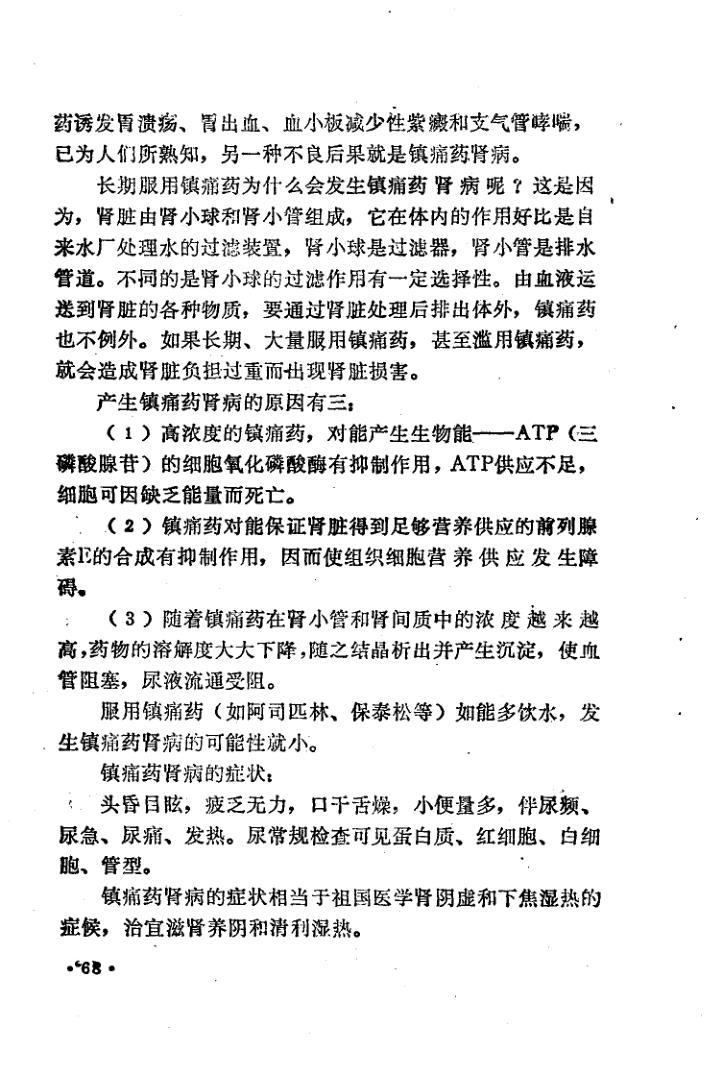 药诱发胃溃疡、胃出血、血小板减少性紫癜和支气管哮喘，
已为人们所熟知，另一种不良后果就是镇痛药肾病。
长期服用镇痛药为什么会发生镇痛药肾病呢？这是因
为，肾脏由肾小球和肾小管组成，它在体内的作用好比是自
来水厂处理水的过滤装置，肾小球是过滤器，肾小管是排水
管道。不同的是肾小球的过滤作用有一定选择性。由血液运
送到肾脏的各种物质，要通过肾脏处理后排出体外，镇痛药
也不例外。如果长期、大量服用镇痛药，甚至滥用镇痛药，
就会造成肾脏负担过重而出现肾脏损害。
产生镇痛药肾病的原因有三：
（1）高浓度的镇痛药，对能产生生物能——ATP（三
磷酸腺苷）的细胞氧化磷酸酶有抑制作用，ATP供应不足，
细胞可因缺乏能量而死亡。
（2）镇痛药对能保证肾脏得到足够营养供应的前列腺
素E的合成有抑制作用，因而使组织细胞营养供应发生障
碍。
（3）随着镇痛药在肾小管和肾间质中的浓度越来越
高，药物的溶解度大大下降，随之结晶析出并产生沉淀，使血
管阻塞，尿液流通受阻。
服用镇痛药（如阿司匹林、保泰松等）如能多饮水，发
生镇痛药肾病的可能性就小。
镇痛药肾病的症状：
头昏目眩，疲乏无力，口干舌燥，小便量多，伴尿频、
尿急、尿痛、发热。尿常规检查可见蛋白质、红细胞、白细
胞、管型。
镇痛药肾病的症状相当于祖国医学肾阴虚和下焦湿热的
症候，治宜滋肾养阴和清利湿热。
•68•